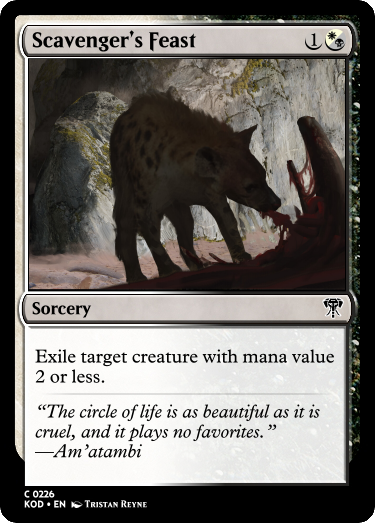 Scavenger's Feast 1
Sorcery
Exile target creature with mana value
2 or less.
“The circle of life is as beautiful as it is
cruel, and it plays no favorites.”
—Am'atambi
C 0226
KOD • EN Tristan Reyne